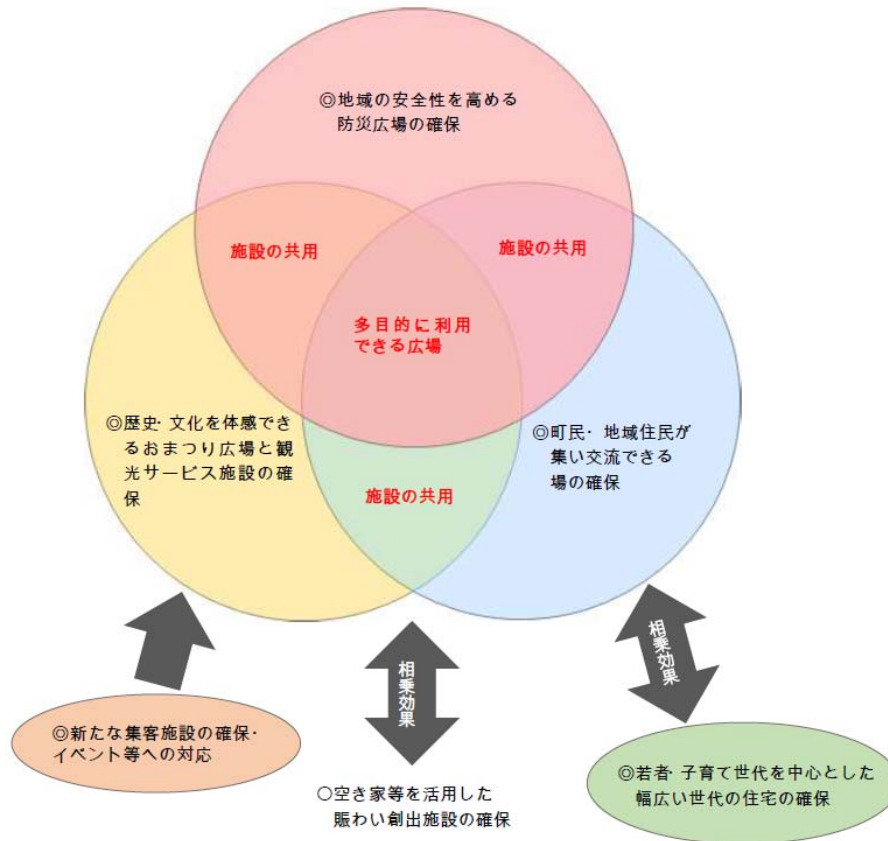 ◎地域の安全性を高める
防災広場の確保
施設の共用
施設の共用
多目的に利用
できる広場
◎歴史・文化を体感でき
るおまつり広場と観
光サービス施設の確
保
◎町民・地域住民が
集い交流できる
場の確保
施設の共用
相乗効果
相乗効果
◎新たな集客施設の確保・
イベント等への対応
○空き家等を活用した
賑わい創出施設の確保
◎若者・子育て世代を中心とした
幅広い世代の住宅の確保